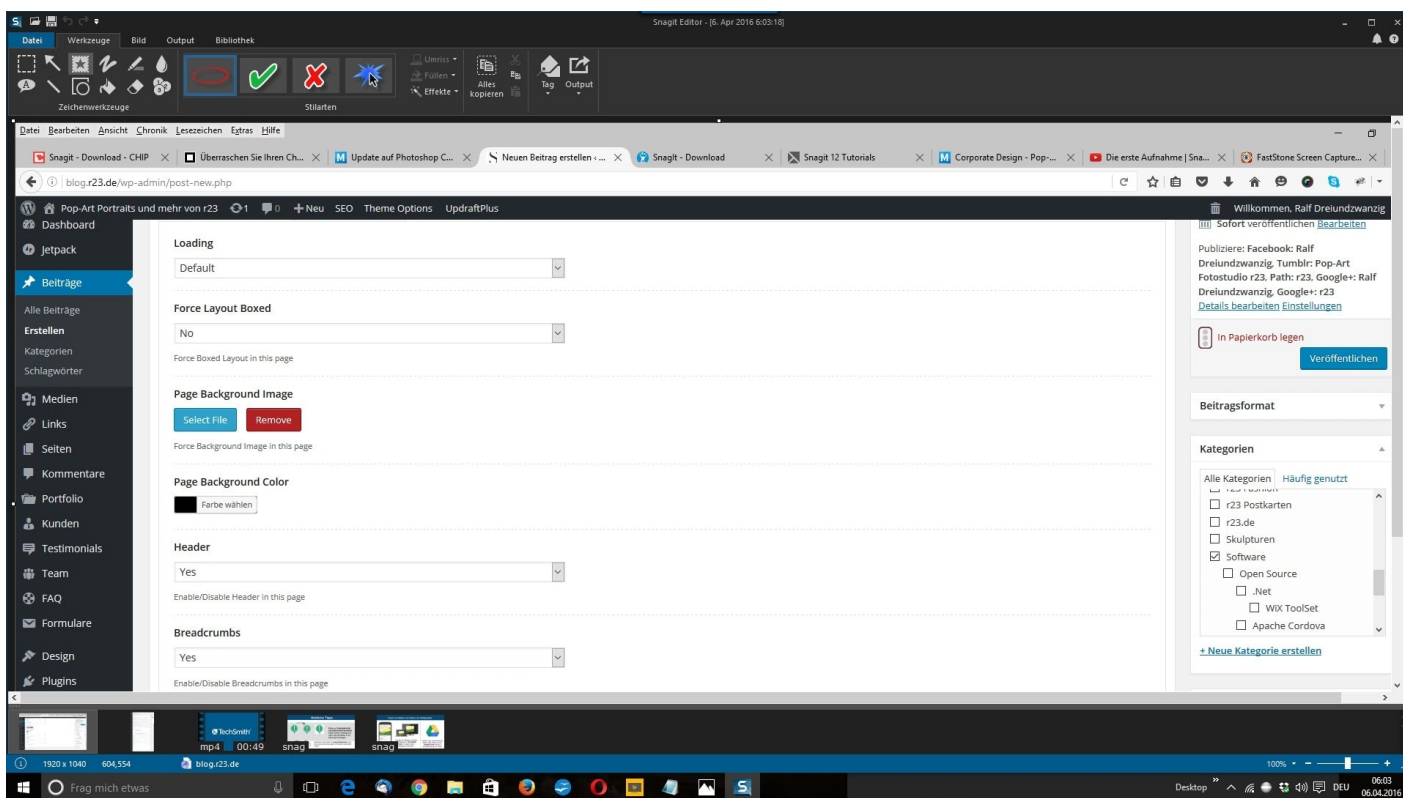 Snagit Editor - [6. Apr 2016 6:03:18]
Datei Werkzeuge Bild Output Bibliothek
Umriss
Füllen
Effekte
Alles kopieren
Tag
Output
Zeichenwerkzeuge
Stilarten
Datei Bearbeiten Ansicht Chronik Lesezeichen Extras Hilfe
Snagit - Download - CHIP
Überraschen Sie Ihren Ch...
Update auf Photoshop C...
Neuen Beitrag erstellen ‹ ...
SnagIt - Download
Snagit 12 Tutorials
Corporate Design - Pop-...
Die erste Aufnahme | Sna...
FastStone Screen Capture...
blog.r23.de/wp-admin/post-new.php
Pop-Art Portraits und mehr von r23 1 0 Neu SEO Theme Options UpdraftPlus
Willkommen, Ralf Dreiundzwanzig
Dashboard
Jetpack
Beiträge
Alle Beiträge
Erstellen
Kategorien
Schlagwörter
Medien
Links
Seiten
Kommentare
Portfolio
Kunden
Testimonials
Team
FAQ
Formulare
Design
Plugins
Loading
Default
Force Layout Boxed
No
Force Boxed Layout in this page
Page Background Image
Select File Remove
Force Background Image in this page
Page Background Color
Farbe wählen
Header
Yes
Enable/Disable Header in this page
Breadcrumbs
Yes
Enable/Disable Breadcrumbs in this page
Sofort veröffentlichen Bearbeiten
Publiziere: Facebook: Ralf
Dreiundzwanzig, Tumblr: Pop-Art
Fotostudio r23, Path: r23, Google+: Ralf
Dreiundzwanzig, Google+: r23
Details bearbeiten Einstellungen
In Papierkorb legen
Veröffentlichen
Beitragsformat
Kategorien
Alle Kategorien Häufig genutzt
r23 Fashion
r23 Postkarten
r23.de
Skulpturen
Software
Open Source
.Net
WiX ToolSet
Apache Cordova
+ Neue Kategorie erstellen
TechSmith
mp4 00:49
snag
snag
1920 x 1040 604,554 blog.r23.de
100%
Frag mich etwas
Desktop
DEU
06:03
06.04.2016